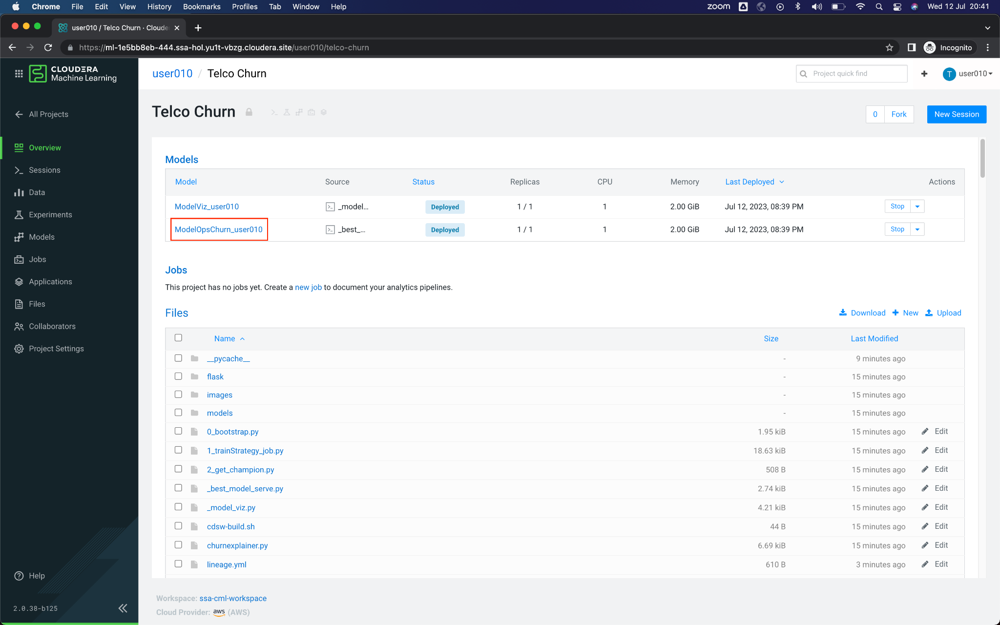 Chrome File Edit View History Bookmarks Profiles Tab Window Help zoom Wed 12 Jul 20:41
user010 / Telco Churn · Cloude
https://ml-1e5bb8eb-444.ssa-hol.yu1t-vbzg.cloudera.site/user010/telco-churn Incognito
CLOUDERA
Machine Learning
user010 / Telco Churn Project quick find T user010
All Projects
Overview
Sessions
Data
Experiments
Models
Jobs
Applications
Files
Collaborators
Project Settings
Help
2.0.38-b125
Telco Churn 0 Fork New Session
Models
Model Source Status Replicas CPU Memory Last Deployed Actions
ModelViz_user010 _model... Deployed 1 / 1 1 2.00 GiB Jul 12, 2023, 08:39 PM Stop
ModelOpsChurn_user010 _best_... Deployed 1 / 1 1 2.00 GiB Jul 12, 2023, 08:39 PM Stop
Jobs
This project has no jobs yet. Create a new job to document your analytics pipelines.
Files Download New Upload
Name Size Last Modified
__pycache__ - 9 minutes ago
flask - 15 minutes ago
images - 15 minutes ago
models - 15 minutes ago
0_bootstrap.py 1.95 kiB 15 minutes ago Edit
1_trainStrategy_job.py 18.63 kiB 15 minutes ago Edit
2_get_champion.py 508 B 15 minutes ago Edit
_best_model_serve.py 2.74 kiB 15 minutes ago Edit
_model_viz.py 4.21 kiB 15 minutes ago Edit
cdsw-build.sh 44 B 15 minutes ago Edit
churnexplainer.py 6.69 kiB 15 minutes ago Edit
lineage.yml 610 B 3 minutes ago Edit
Workspace: ssa-cml-workspace
Cloud Provider: aws (AWS)